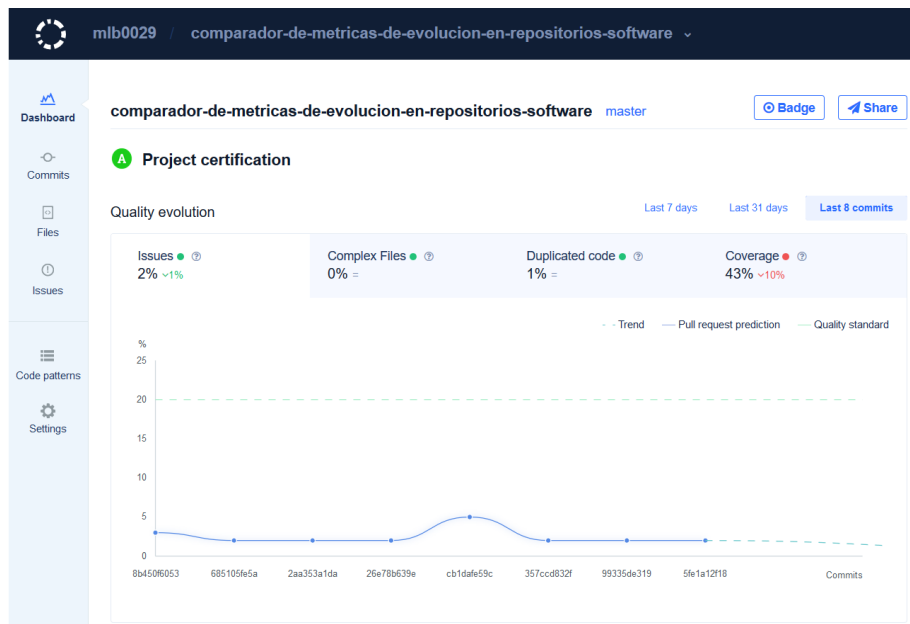 mlb0029 / comparador-de-metricas-de-evolucion-en-repositorios-software
Dashboard
Commits
Files
Issues
Code patterns
Settings
comparador-de-metricas-de-evolucion-en-repositorios-software master
Badge
Share
A Project certification
Quality evolution
Last 7 days
Last 31 days
Last 8 commits
Issues
2% 1%
Complex Files
0% =
Duplicated code
1% =
Coverage
43% 10%
Trend
Pull request prediction
Quality standard
%
25
20
15
10
5
0
8b450f6053
685105fe5a
2aa353a1da
26e78b639e
cb1dafe59c
357ccd832f
99335de319
5fe1a12f18
Commits